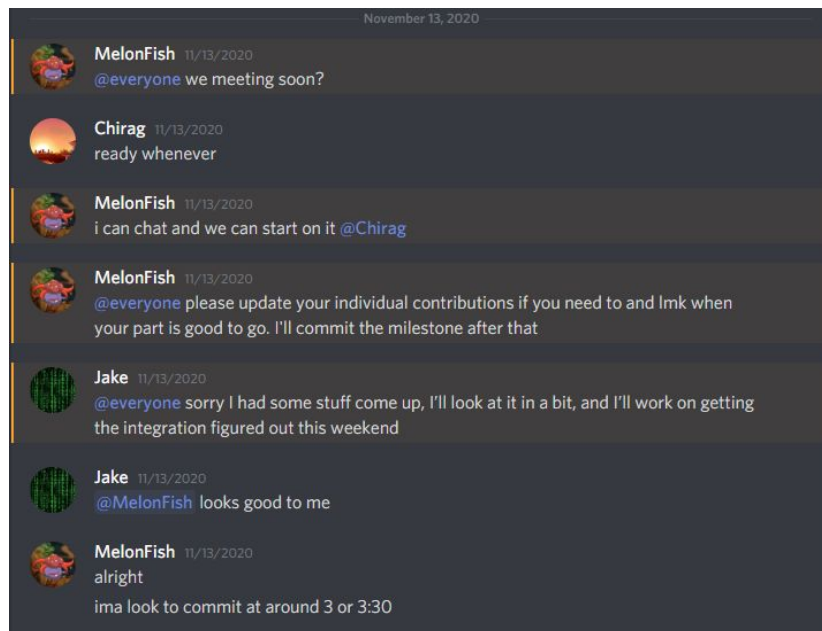 November 13, 2020
MelonFish 11/13/2020
@everyone we meeting soon?
Chirag 11/13/2020
ready whenever
MelonFish 11/13/2020
i can chat and we can start on it @Chirag
MelonFish 11/13/2020
@everyone please update your individual contributions if you need to and lmk when
your part is good to go. I'll commit the milestone after that
Jake 11/13/2020
@everyone sorry I had some stuff come up, I'll look at it in a bit, and I'll work on getting
the integration figured out this weekend
Jake 11/13/2020
@MelonFish looks good to me
MelonFish 11/13/2020
alright
ima look to commit at around 3 or 3:30